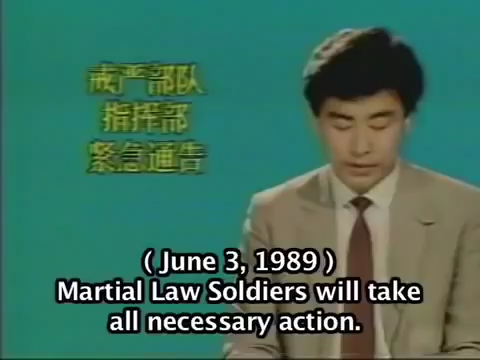 戒严部队
指挥部
紧急通告
( June 3, 1989 )
Martial Law Soldiers will take
all necessary action.